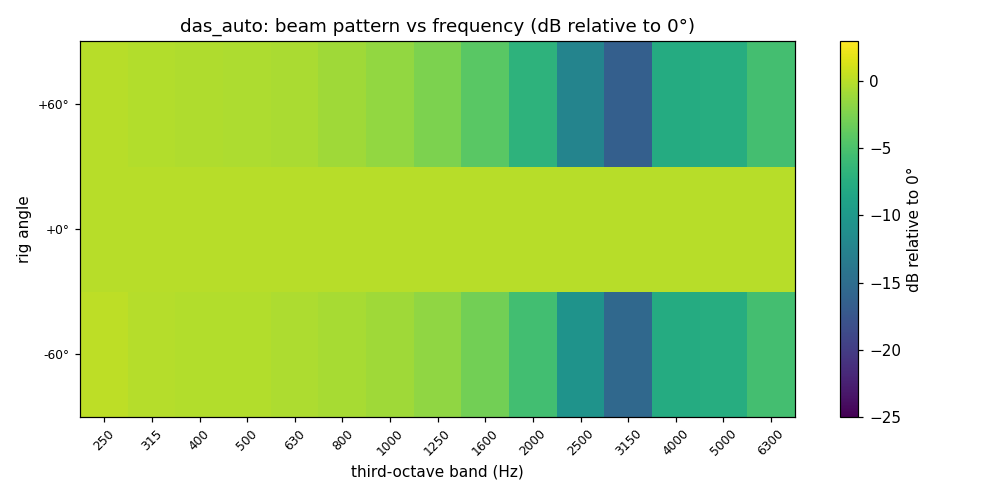 das_auto: beam pattern vs frequency (dB relative to 0°)
+60°
+0°
-60°
rig angle
250 315 400 500 630 800 1000 1250 1600 2000 2500 3150 4000 5000 6300
third-octave band (Hz)
0
−5
−10
−15
−20
−25
dB relative to 0°